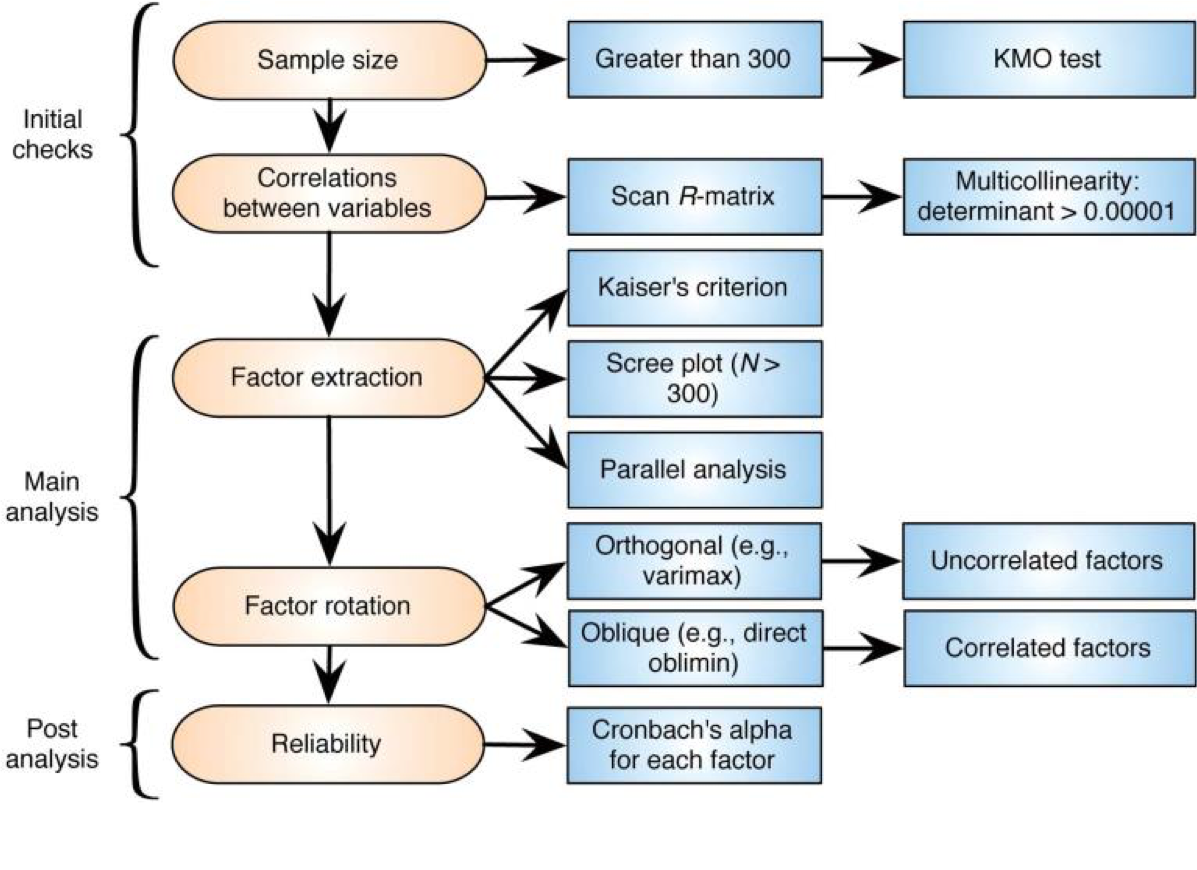 Initial
checks
Sample size
Greater than 300
KMO test
Correlations
between variables
Scan R-matrix
Multicollinearity:
determinant > 0.00001
Kaiser's criterion
Main
analysis
Factor extraction
Scree plot (N >
300)
Parallel analysis
Factor rotation
Orthogonal (e.g.,
varimax)
Uncorrelated factors
Oblique (e.g., direct
oblimin)
Correlated factors
Post
analysis
Reliability
Cronbach's alpha
for each factor